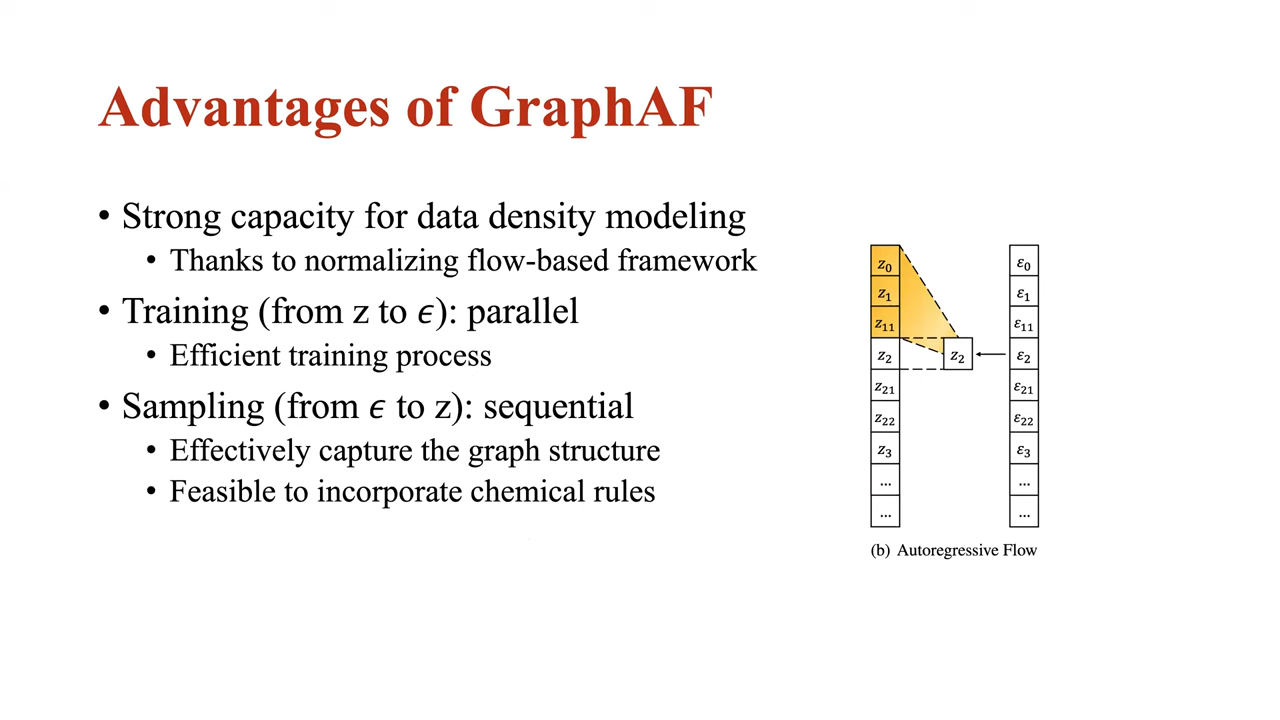 Advantages of GraphAF
• Strong capacity for data density modeling
• Thanks to normalizing flow-based framework
• Training (from z to ϵ): parallel
• Efficient training process
• Sampling (from ϵ to z): sequential
• Effectively capture the graph structure
• Feasible to incorporate chemical rules
z₀
z₁
z₁₁
z₂
z₂₁
z₂₂
z₃
...
...
z₂
ε₀
ε₁
ε₁₁
ε₂
ε₂₁
ε₂₂
ε₃
...
...
(b) Autoregressive Flow